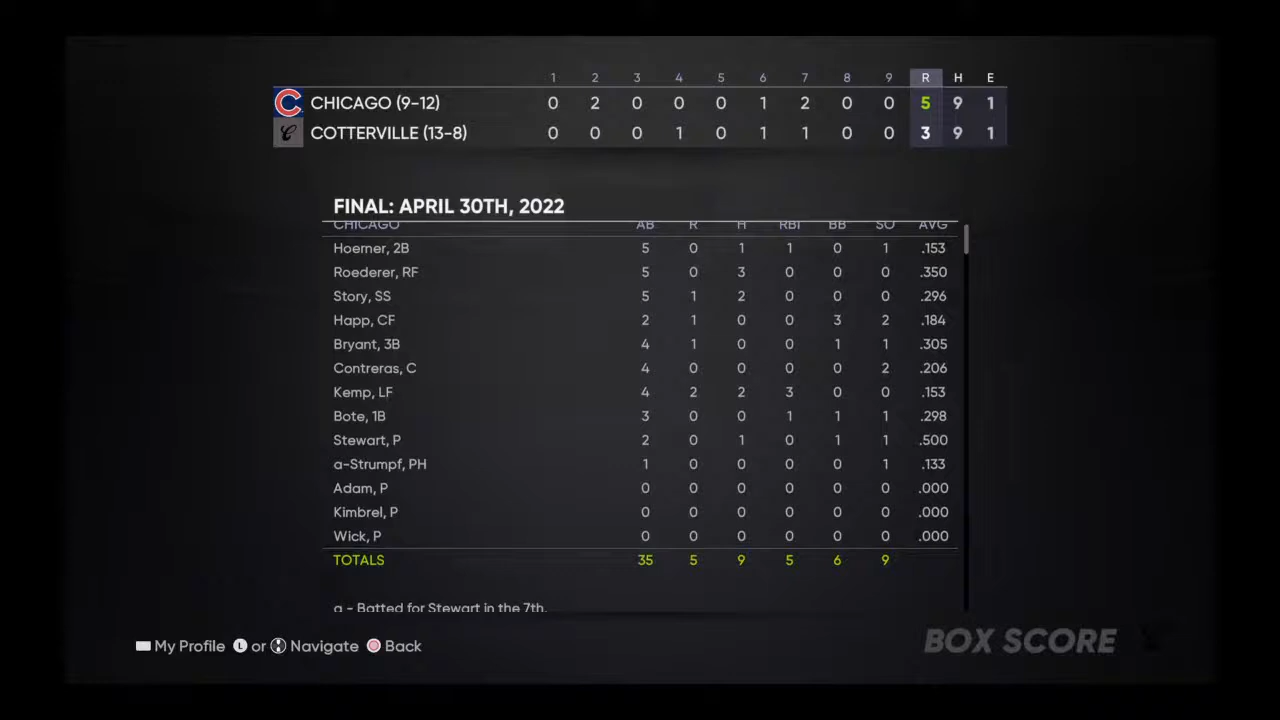 1 2 3 4 5 6 7 8 9 R H E
CHICAGO (9-12) 0 2 0 0 0 1 2 0 0 5 9 1
COTTERVILLE (13-8) 0 0 0 1 0 1 1 0 0 3 9 1
FINAL: APRIL 30TH, 2022
CHICAGO AB R H RBI BB SO AVG
Hoerner, 2B 5 0 1 1 0 1 .153
Roederer, RF 5 0 3 0 0 0 .350
Story, SS 5 1 2 0 0 0 .296
Happ, CF 2 1 0 0 3 2 .184
Bryant, 3B 4 1 0 0 1 1 .305
Contreras, C 4 0 0 0 0 2 .206
Kemp, LF 4 2 2 3 0 0 .153
Bote, 1B 3 0 0 1 1 1 .298
Stewart, P 2 0 1 0 1 1 .500
a-Strumpf, PH 1 0 0 0 0 1 .133
Adam, P 0 0 0 0 0 0 .000
Kimbrel, P 0 0 0 0 0 0 .000
Wick, P 0 0 0 0 0 0 .000
TOTALS 35 5 9 5 6 9
a - Batted for Stewart in the 7th.
My Profile L or Navigate Back
BOX SCORE